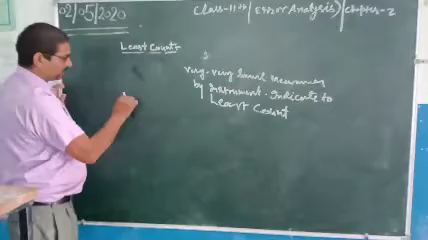 02/05/2020
Class-11th/(Error Analysis)/Chapter-2
Least Count:-
very-very small measures
by Instrument. Indicate to
Least Count